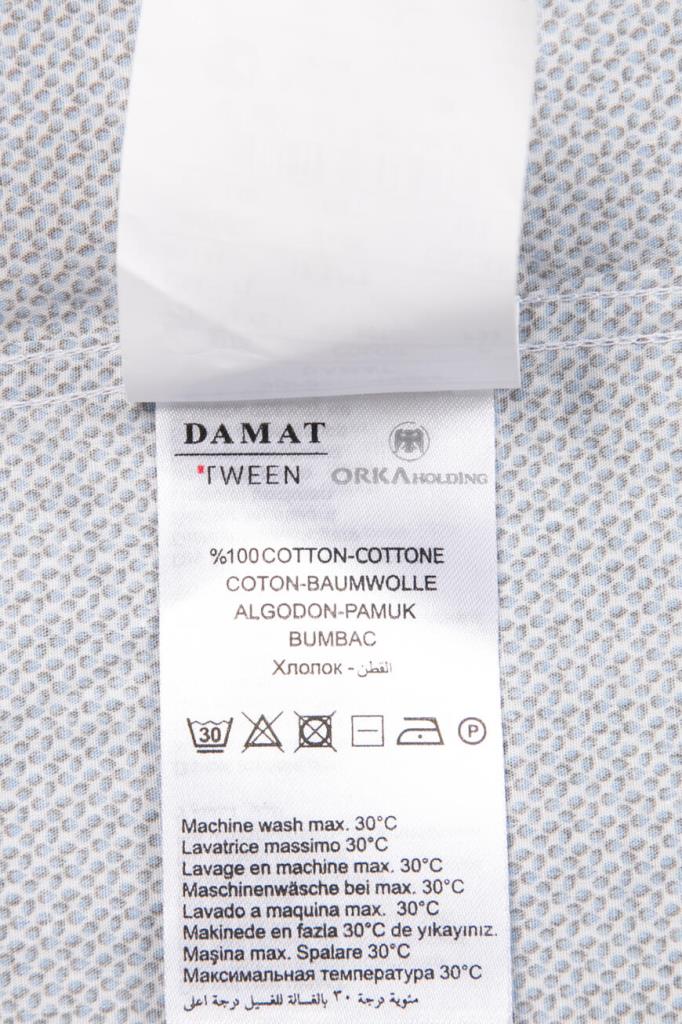 DAMAT
TWEEN
ORKA HOLDING
%100 COTTON-COTTONE
COTON-BAUMWOLLE
ALGODON-PAMUK
BUMBAC
Хлопок - القطن
30
P
Machine wash max. 30°C
Lavatrice massimo 30°C
Lavage en machine max. 30°C
Maschinenwäsche bei max. 30°C
Lavado a maquina max. 30°C
Makinede en fazla 30°C de yıkayınız.
Maşina max. Spalare 30°C
Максимальная температура 30°C
مئوية درجة ٣٠ بالغسالة للغسيل درجة اعلى